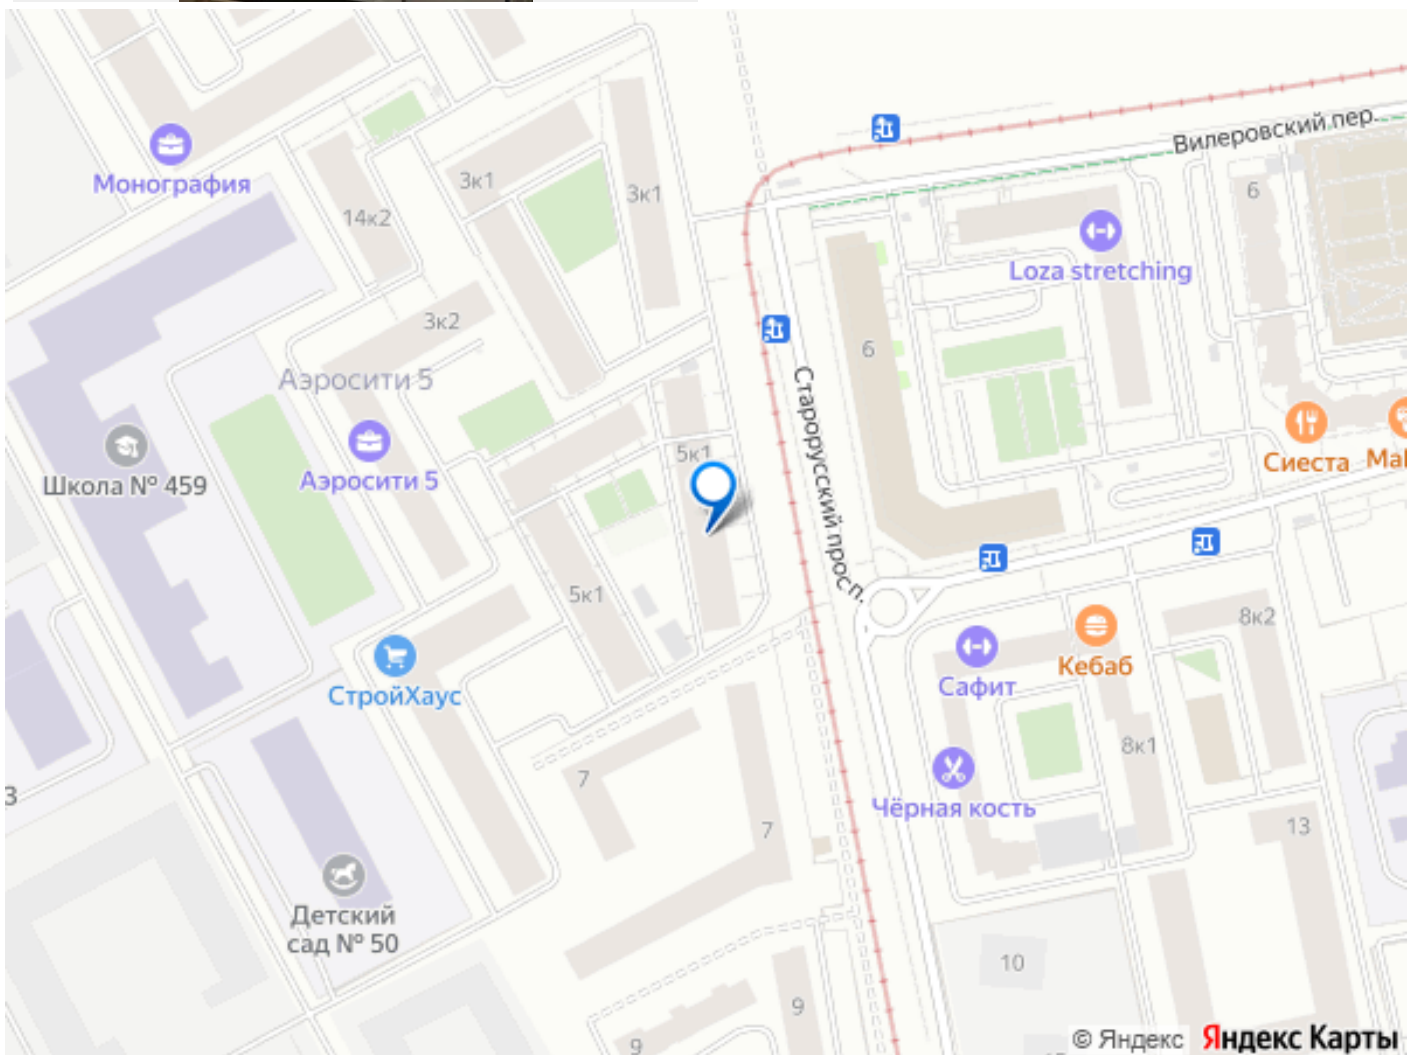 Вилеровский пер.
Монография
3к1
3к1
14к2
6
Loza stretching
3к2
6
Аэросити 5
Старорусский просп.
5к1
Сиеста
Mal
Школа № 459
Аэросити 5
5к1
8к2
Кебаб
Сафит
СтройХаус
8к1
7
3
Чёрная кость
7
13
Детский
сад № 50
10
9
9
© Яндекс Яндекс Карты